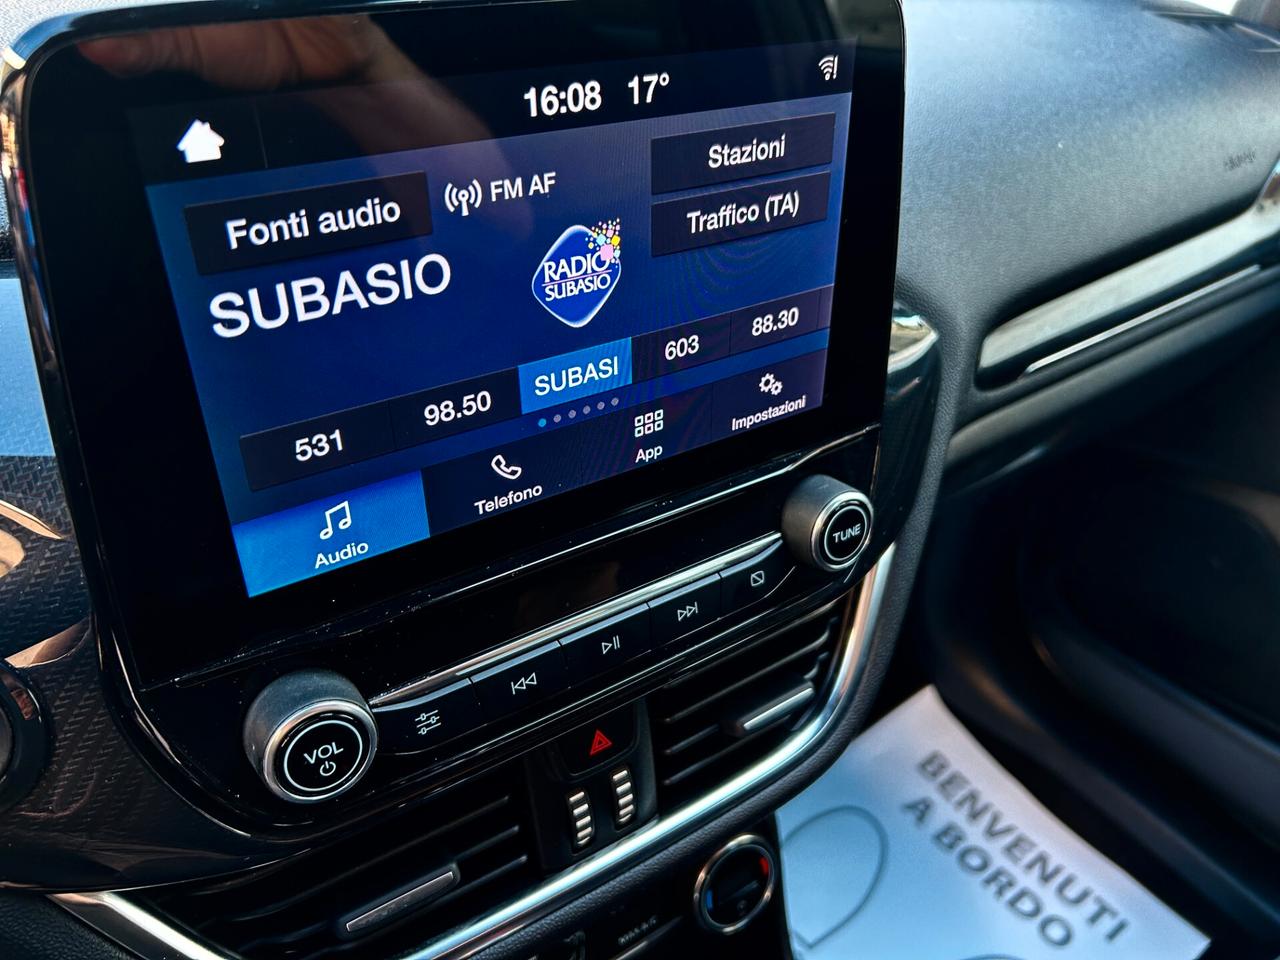 16:08 17°
Fonti audio
FM AF
Stazioni
Traffico (TA)
SUBASIO
RADIO
SUBASIO
531
98.50
SUBASI
603
88.30
Audio
Telefono
App
Impostazioni
TUNE
VOL
BENVENUTI
A BORDO